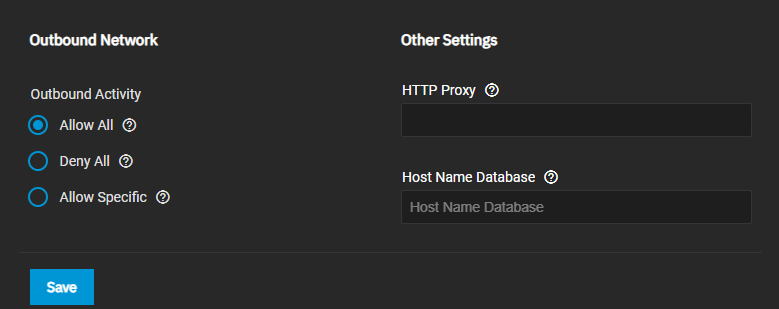 Outbound Network
Outbound Activity
Allow All
Deny All
Allow Specific
Other Settings
HTTP Proxy
Host Name Database
Host Name Database
Save